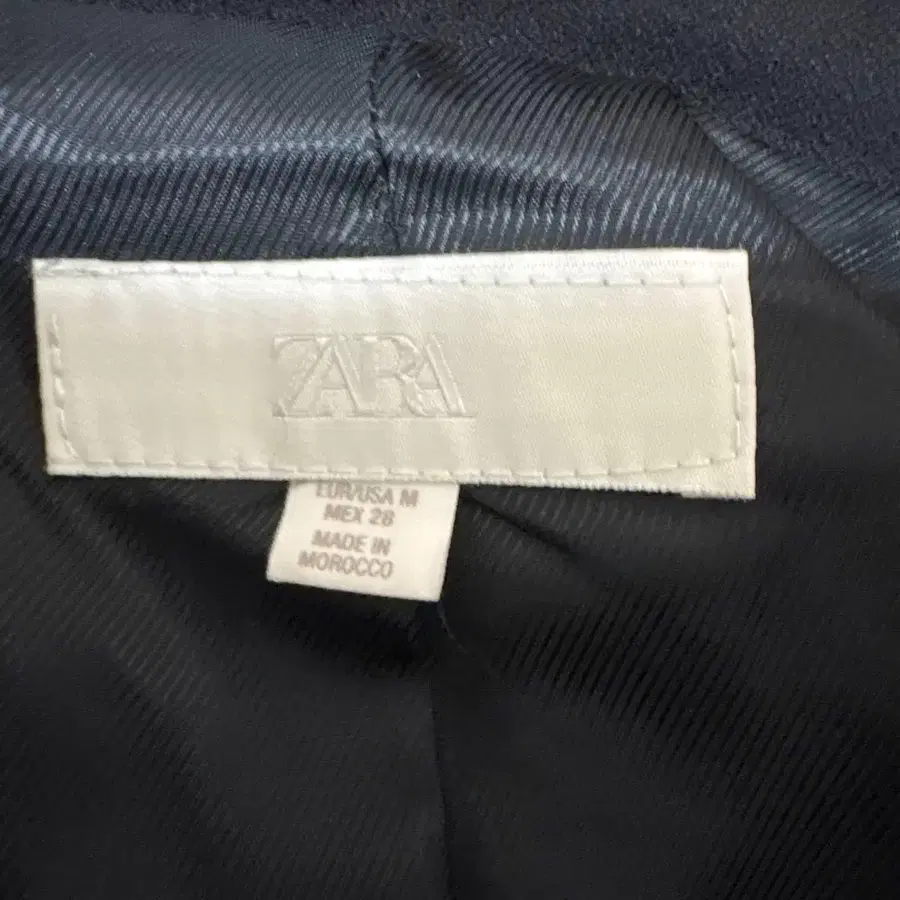 ZARA
EUR/USA M
MEX 28
MADE IN
MOROCCO